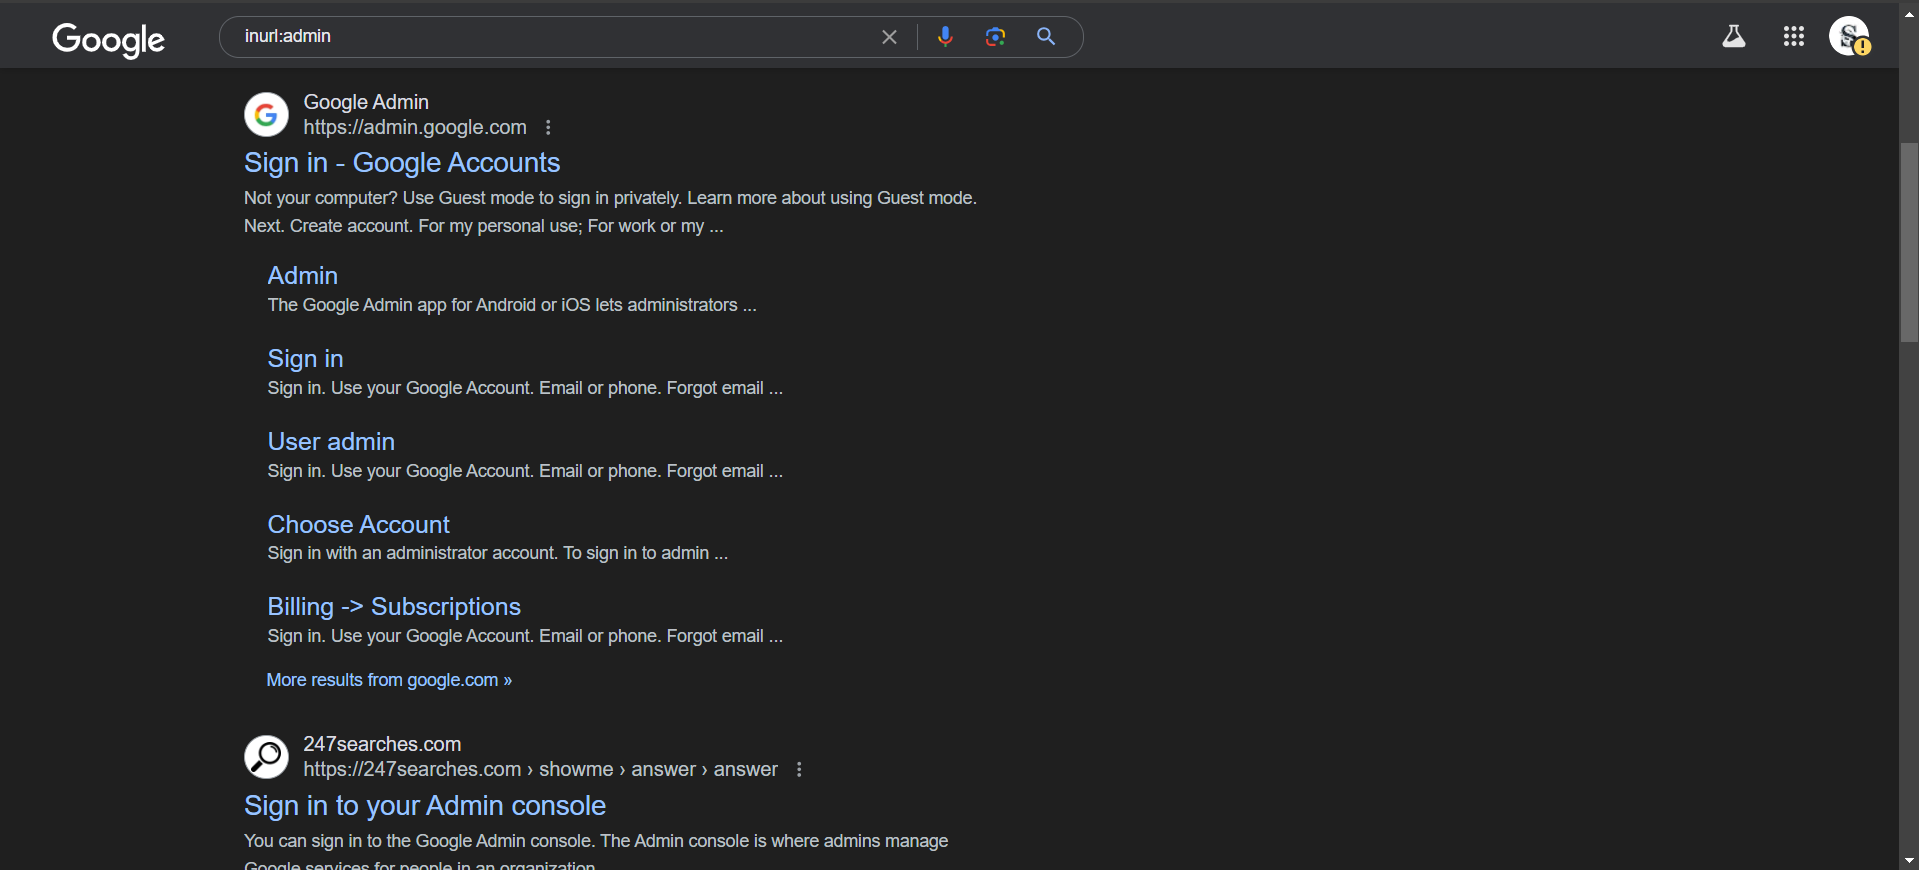 Google
inurl:admin
Google Admin
https://admin.google.com
Sign in - Google Accounts
Not your computer? Use Guest mode to sign in privately. Learn more about using Guest mode.
Next. Create account. For my personal use; For work or my ...
Admin
The Google Admin app for Android or iOS lets administrators ...
Sign in
Sign in. Use your Google Account. Email or phone. Forgot email ...
User admin
Sign in. Use your Google Account. Email or phone. Forgot email ...
Choose Account
Sign in with an administrator account. To sign in to admin ...
Billing -> Subscriptions
Sign in. Use your Google Account. Email or phone. Forgot email ...
More results from google.com »
247searches.com
https://247searches.com › showme › answer › answer
Sign in to your Admin console
You can sign in to the Google Admin console. The Admin console is where admins manage
Google services for people in an organization